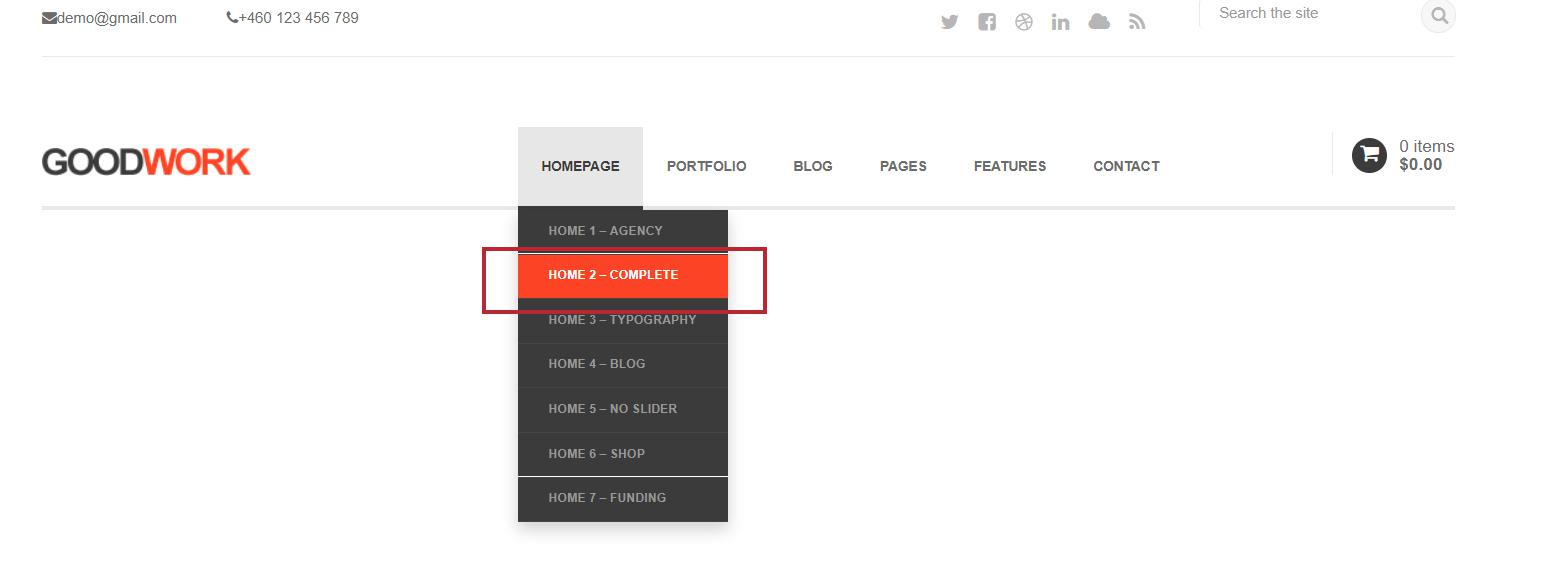 demo@gmail.com +460 123 456 789 Search the site
GOODWORK HOMEPAGE PORTFOLIO BLOG PAGES FEATURES CONTACT 0 items
$0.00
HOME 1 – AGENCY
HOME 2 – COMPLETE
HOME 3 – TYPOGRAPHY
HOME 4 – BLOG
HOME 5 – NO SLIDER
HOME 6 – SHOP
HOME 7 – FUNDING